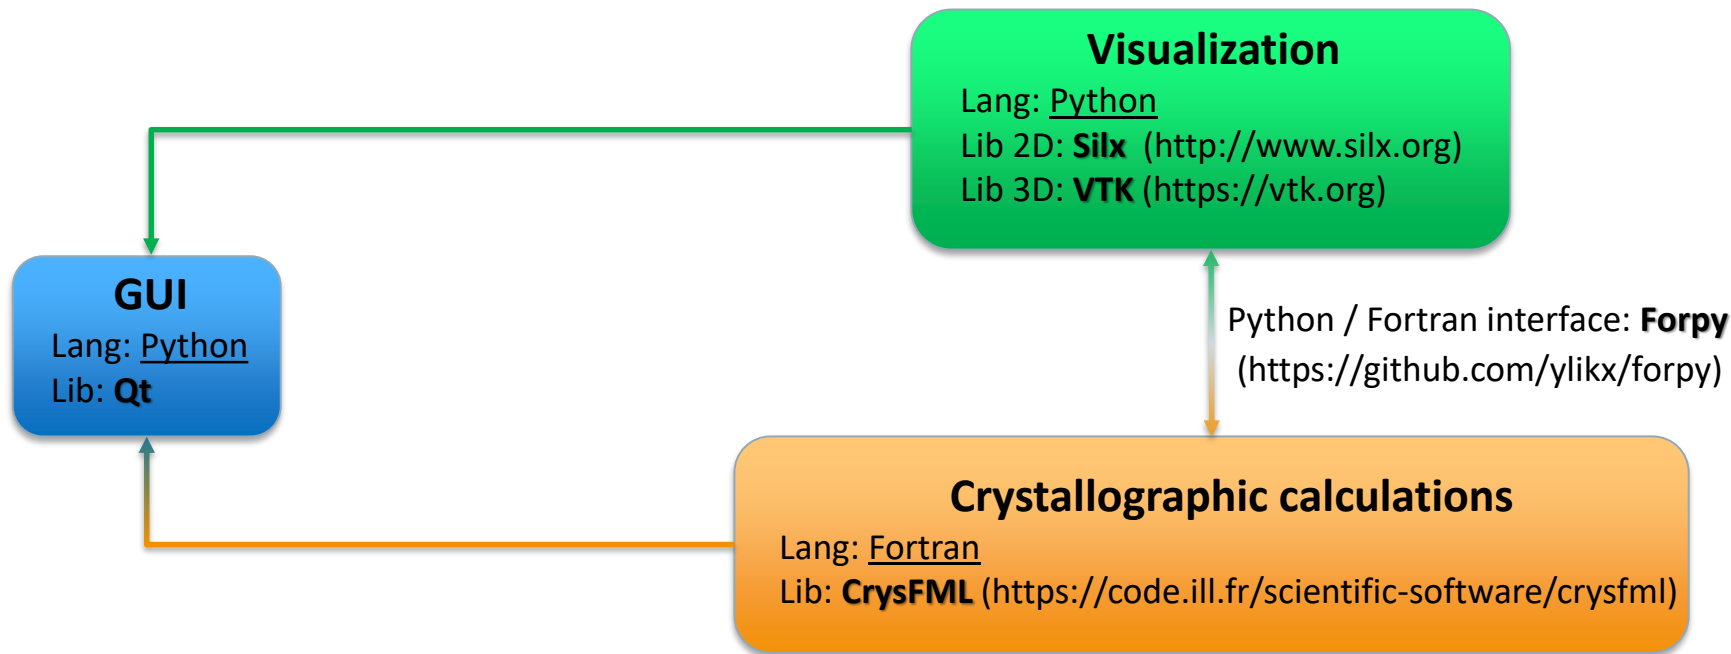 Visualization
Lang: Python
Lib 2D: Silx (http://www.silx.org)
Lib 3D: VTK (https://vtk.org)
GUI
Lang: Python
Lib: Qt
Python / Fortran interface: Forpy
(https://github.com/ylikx/forpy)
Crystallographic calculations
Lang: Fortran
Lib: CrysFML (https://code.ill.fr/scientific-software/crysfml)